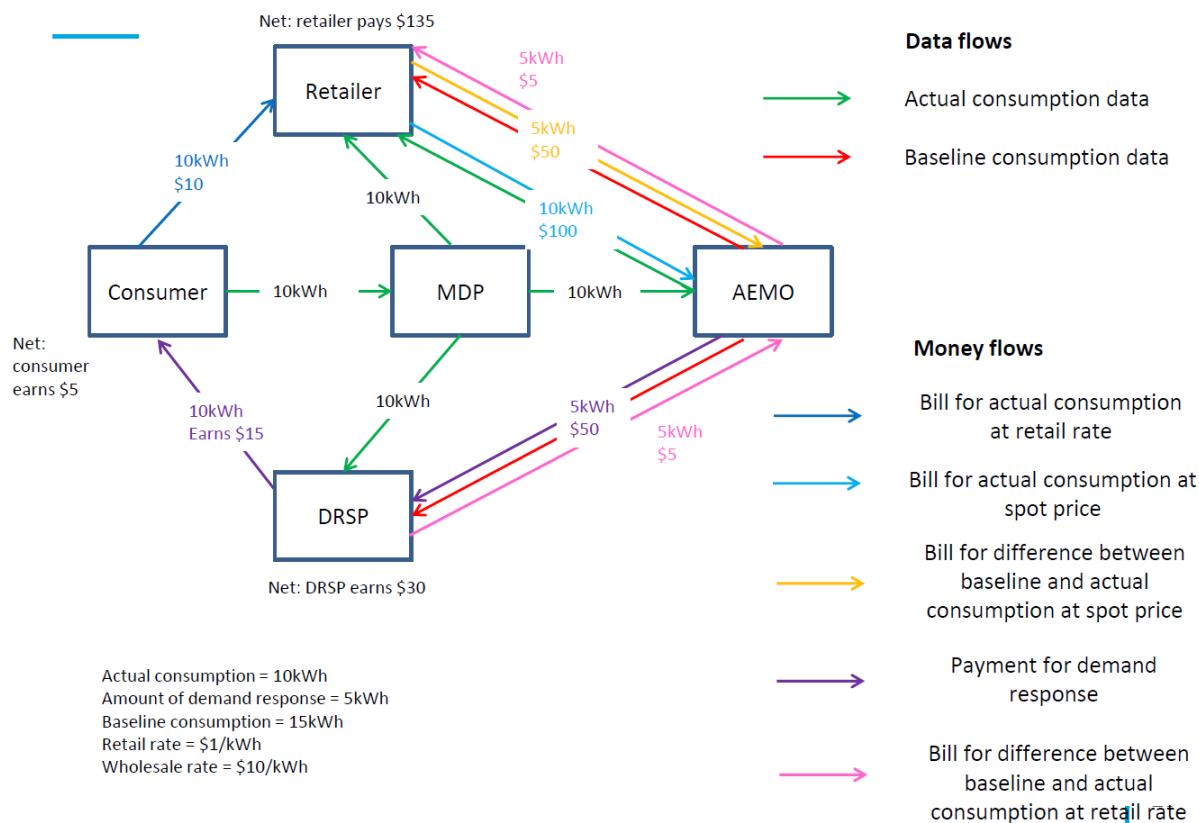 Net: retailer pays $135
Retailer
5kWh
$5
5kWh
$50
10kWh
$10
10kWh
10kWh
$100
Consumer
10kWh
MDP
10kWh
AEMO
Net:
consumer
earns $5
10kWh
Earns $15
10kWh
5kWh
$50
5kWh
$5
DRSP
Net: DRSP earns $30
Actual consumption = 10kWh
Amount of demand response = 5kWh
Baseline consumption = 15kWh
Retail rate = $1/kWh
Wholesale rate = $10/kWh
Data flows
Actual consumption data
Baseline consumption data
Money flows
Bill for actual consumption
at retail rate
Bill for actual consumption at
spot price
Bill for difference between
baseline and actual
consumption at spot price
Payment for demand
response
Bill for difference between
baseline and actual
consumption at retail rate